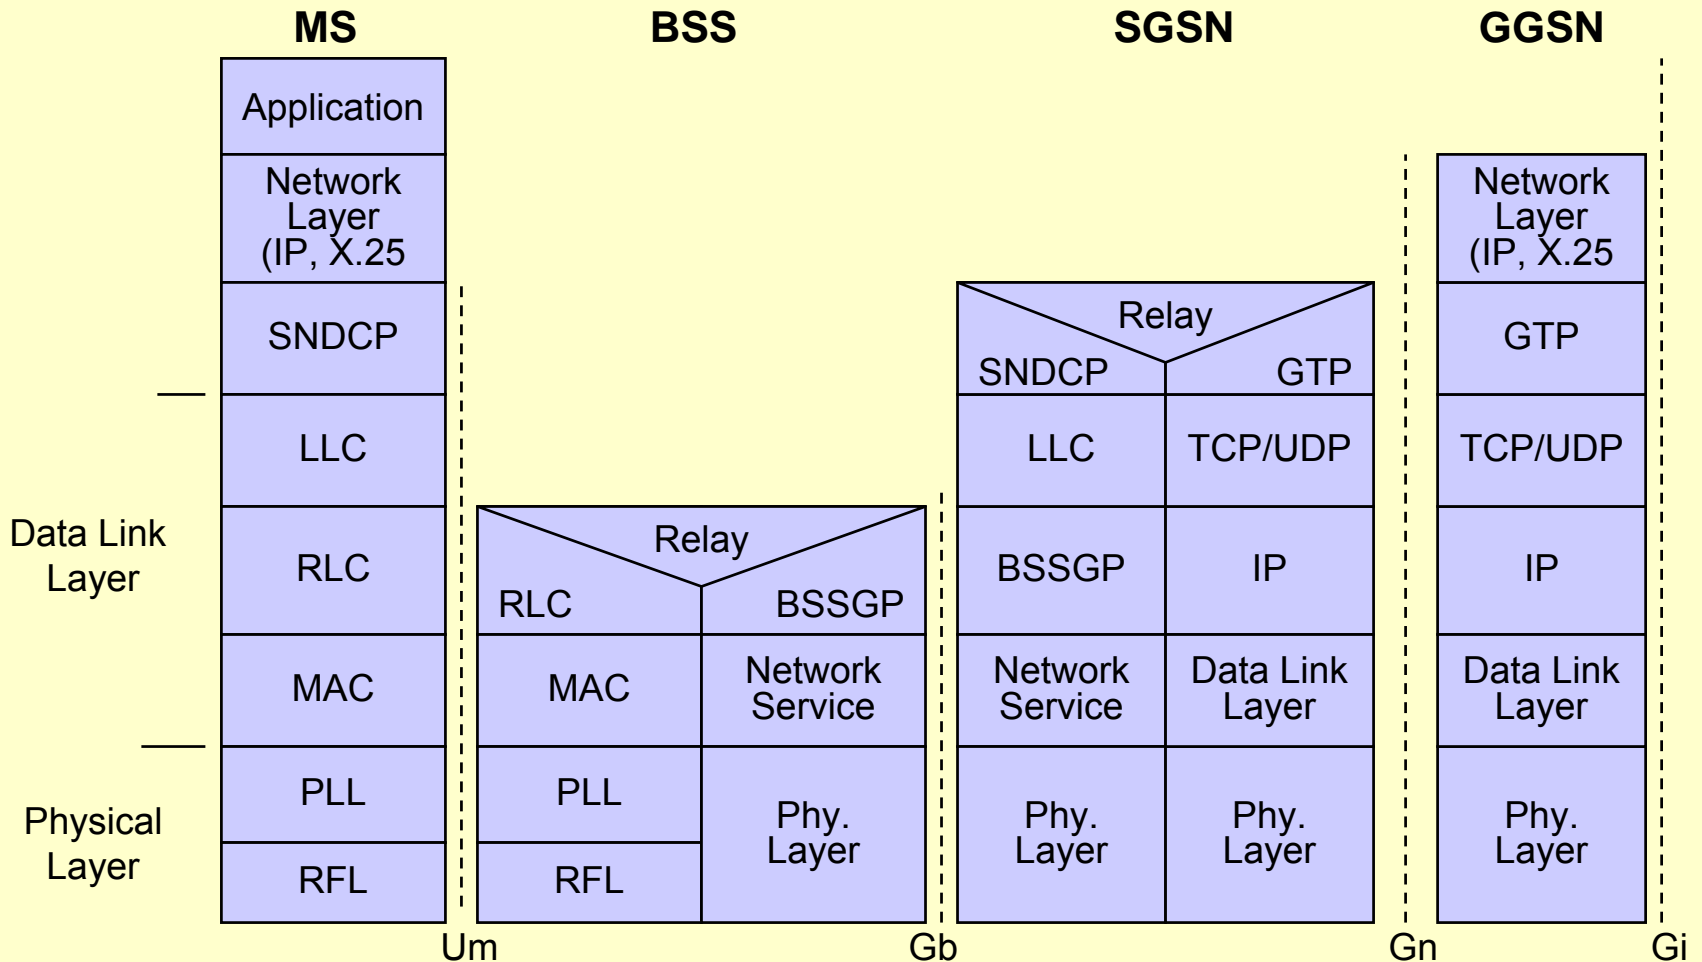 MS
BSS
SGSN
GGSN
Application
Network
Layer
(IP, X.25
SNDCP
LLC
RLC
MAC
PLL
RFL
Data Link
Layer
Physical
Layer
Relay
RLC
BSSGP
MAC
Network
Service
PLL
RFL
Phy.
Layer
Relay
SNDCP
GTP
LLC
TCP/UDP
BSSGP
IP
Network
Service
Data Link
Layer
Phy.
Layer
Phy.
Layer
Network
Layer
(IP, X.25
GTP
TCP/UDP
IP
Data Link
Layer
Phy.
Layer
Um
Gb
Gn
Gi